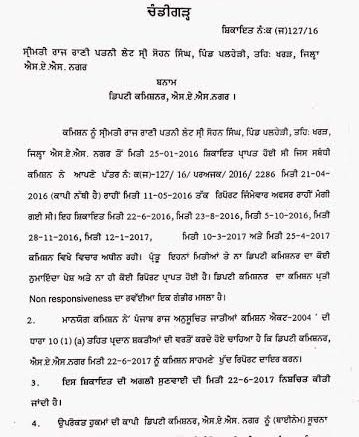 ਚੰਡੀਗੜ੍ਹ
ਸ਼ਿਕਾਇਤ ਨੰ:ਕ (ਜ)127/16
ਸ਼੍ਰੀਮਤੀ ਰਾਜ ਰਾਣੀ ਪਤਨੀ ਲੇਟ ਸ਼੍ਰੀ ਸੋਹਨ ਸਿੰਘ, ਪਿੰਡ ਪਲਹੇੜੀ, ਤਹਿ: ਖਰੜ, ਜ਼ਿਲ੍ਹਾ
ਐਸ.ਏ.ਐਸ. ਨਗਰ
ਬਨਾਮ
ਡਿਪਟੀ ਕਮਿਸ਼ਨਰ, ਐਸ.ਏ.ਐਸ.ਨਗਰ ।
ਕਮਿਸ਼ਨ ਨੂੰ ਸ਼੍ਰੀਮਤੀ ਰਾਜ ਰਾਣੀ ਪਤਨੀ ਲੇਟ ਸ਼੍ਰੀ ਸੋਹਨ ਸਿੰਘ, ਪਿੰਡ ਪਲਹੇੜੀ, ਤਹਿ: ਖਰੜ,
ਜ਼ਿਲ੍ਹਾ ਐਸ.ਏ.ਐਸ. ਨਗਰ ਤੋਂ ਮਿਤੀ 25-01-2016 ਸ਼ਿਕਾਇਤ ਪ੍ਰਾਪਤ ਹੋਈ ਸੀ ਜਿਸ ਸਬੰਧੀ
ਕਮਿਸ਼ਨ ਨੇ ਆਪਣੇ ਪੱਤਰ ਨੰ: ਕ(ਜ)-127/ 16/ ਪਰਅਜਕ/ 2016/ 2286 ਮਿਤੀ 21-04-
2016 (ਕਾਪੀ ਨੱਥੀ ਹੈ) ਰਾਹੀਂ ਮਿਤੀ 11-05-2016 ਤੱਕ ਰਿਪੋਰਟ ਜਿੰਮੇਵਾਰ ਅਫਸਰ ਰਾਹੀਂ ਮੰਗੀ
ਗਈ ਸੀ। ਇਹ ਸ਼ਿਕਾਇਤ ਮਿਤੀ 22-6-2016, ਮਿਤੀ 23-8-2016, ਮਿਤੀ 5-10-2016, ਮਿਤੀ
28-11-2016, ਮਿਤੀ 12-1-2017, ਮਿਤੀ 10-3-2017 ਅਤੇ ਮਿਤੀ 25-4-2017
ਕਮਿਸ਼ਨ ਵਿਖੇ ਵਿਚਾਰ ਅਧੀਨ ਰਹੀ। ਪ੍ਰੰਤੂ ਇਹਨਾਂ ਮਿਤੀਆਂ ਤੇ ਨਾ ਡਿਪਟੀ ਕਮਿਸ਼ਨਰ ਦਾ ਕੋਈ
ਨੁਮਾਇੰਦਾ ਪੇਸ਼ ਅਤੇ ਨਾ ਹੀ ਕੋਈ ਰਿਪੋਰਟ ਪ੍ਰਾਪਤ ਹੋਈ ਹੈ। ਡਿਪਟੀ ਕਮਿਸ਼ਨਰ ਦਾ ਕਮਿਸ਼ਨ ਪ੍ਰਤੀ
Non responsiveness ਦਾ ਰਵੱਈਆ ਇਕ ਗੰਭੀਰ ਮਸਲਾ ਹੈ।
2. ਮਾਨਯੋਗ ਕਮਿਸ਼ਨ ਨੇ 'ਪੰਜਾਬ ਰਾਜ ਅਨੁਸੂਚਿਤ ਜਾਤੀਆਂ ਕਮਿਸ਼ਨ ਐਕਟ-2004 ' ਦੀ
ਧਾਰਾ 10 (1) (a) ਤਹਿਤ ਪ੍ਰਦਾਨ ਸ਼ਕਤੀਆਂ ਦੀ ਵਰਤੋਂ ਕਰਦੇ ਹੋਏ ਚਾਹਿਆ ਹੈ ਕਿ ਡਿਪਟੀ ਕਮਿਸ਼ਨਰ,
ਐਸ.ਏ.ਐਸ.ਨਗਰ ਮਿਤੀ 22-6-2017 ਨੂੰ ਕਮਿਸ਼ਨ ਸਾਹਮਣੇ ਖੁੱਦ ਰਿਪੋਰਟ ਦਾਇਰ ਕਰਨ।
3. ਇਸ ਸ਼ਿਕਾਇਤ ਦੀ ਅਗਲੀ ਸੁਣਵਾਈ ਦੀ ਮਿਤੀ 22-6-2017 ਨਿਸ਼ਚਿਤ ਕੀਤੀ
ਜਾਂਦੀ ਹੈ।
4. ਉਪਰੋਕਤ ਹੁਕਮਾਂ ਦੀ ਕਾਪੀ ਡਿਪਟੀ ਕਮਿਸ਼ਨਰ, ਐਸ.ਏ.ਐਸ. ਨਗਰ ਨੂੰ (ਬਾਈਨੇਮ) ਸੂਚਨਾ